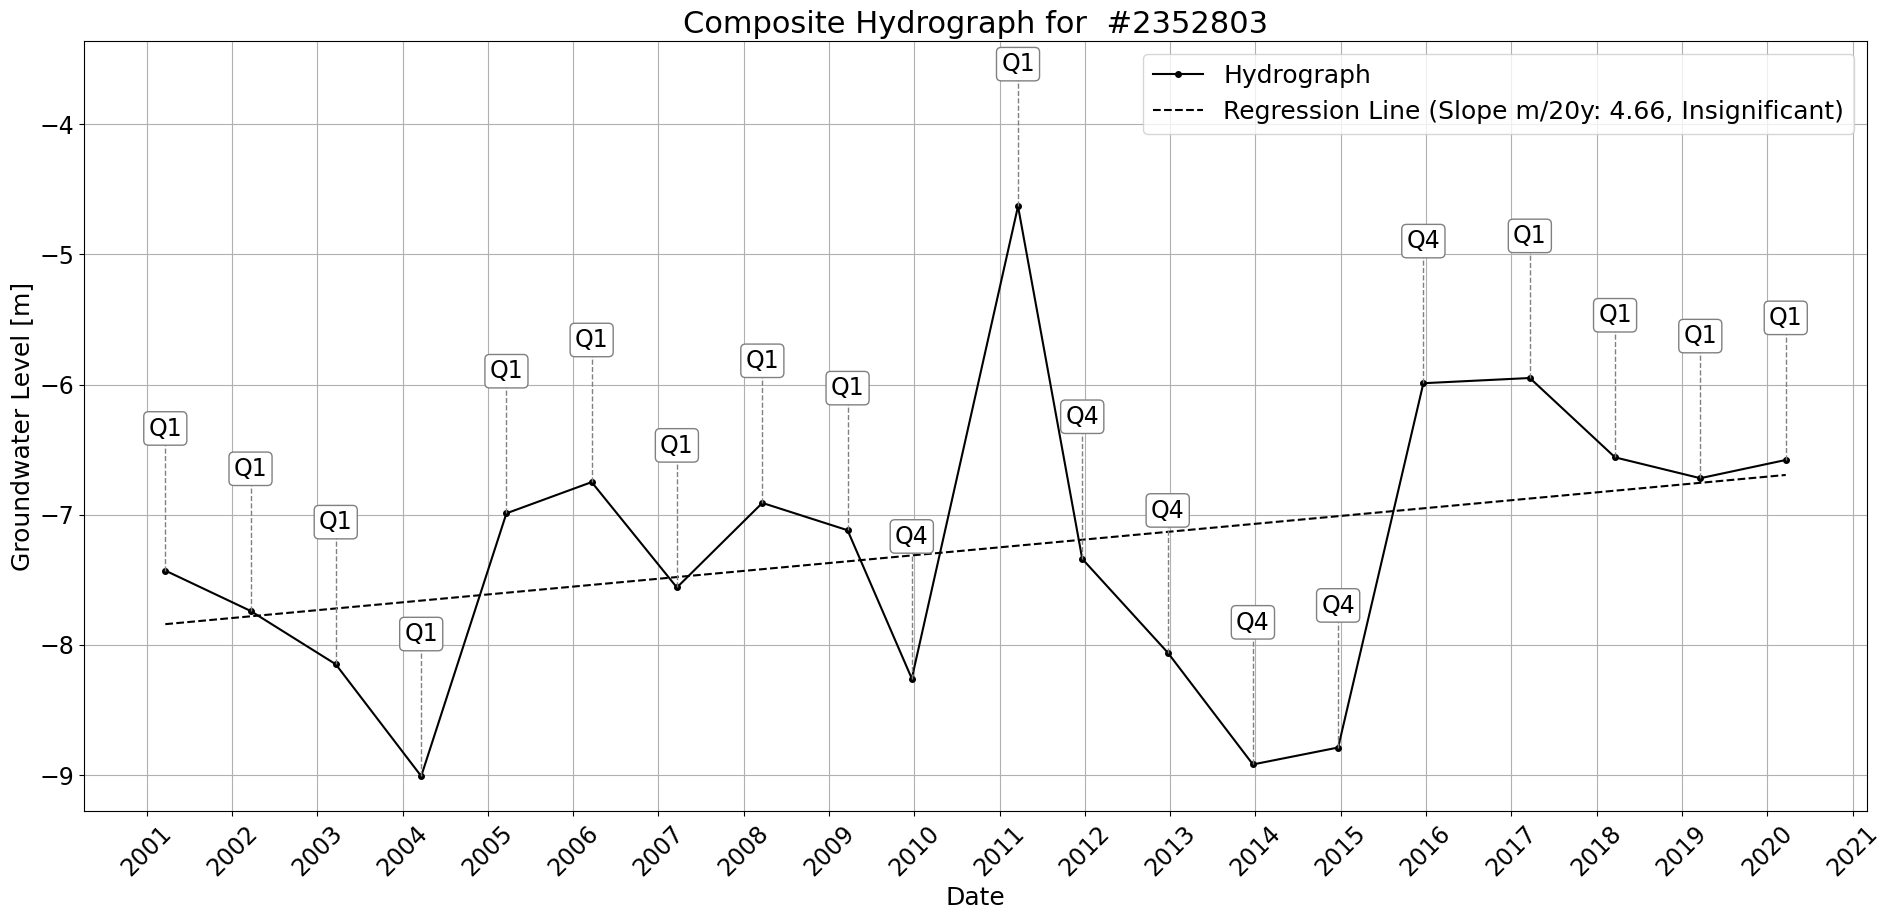 Composite Hydrograph for  #2352803
Hydrograph
Regression Line (Slope m/20y: 4.66, Insignificant)
Groundwater Level [m]
−4
−5
−6
−7
−8
−9
Q1
Q1
Q1
Q1
Q1
Q1
Q1
Q1
Q1
Q4
Q1
Q4
Q4
Q4
Q4
Q4
Q1
Q1
Q1
Q1
2001
2002
2003
2004
2005
2006
2007
2008
2009
2010
2011
2012
2013
2014
2015
2016
2017
2018
2019
2020
2021
Date